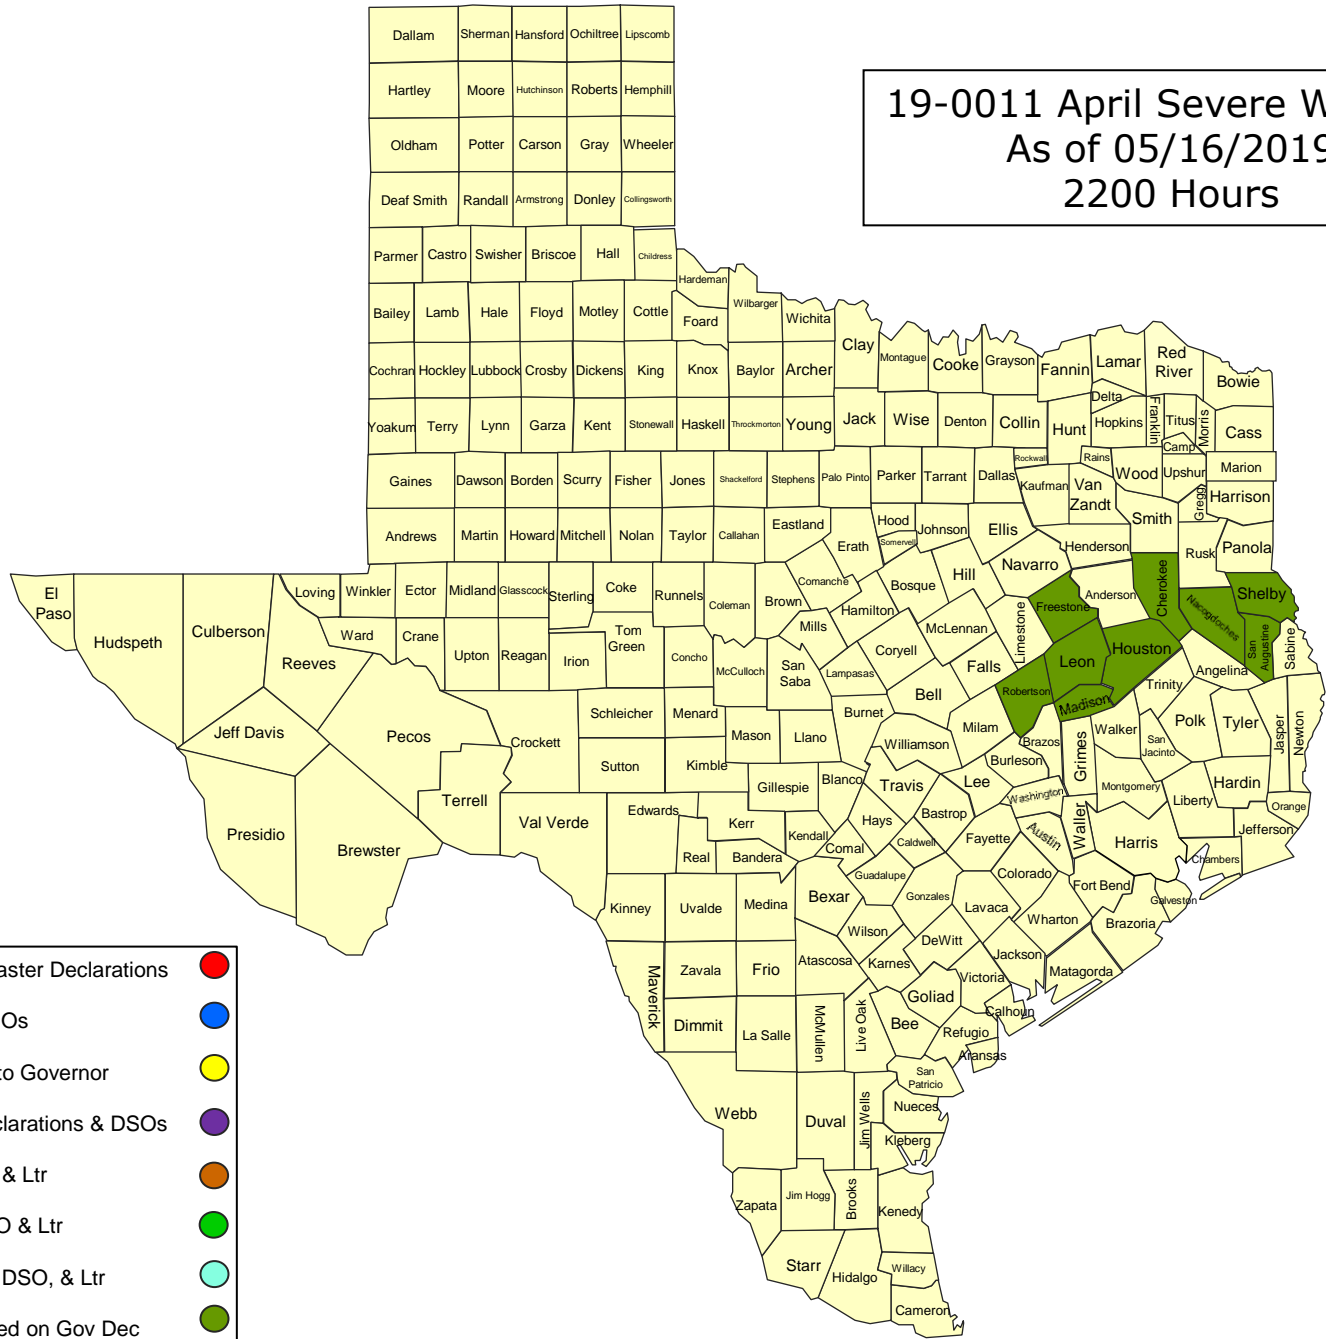 19-0011 April Severe W
As of 05/16/2019
2200 Hours
Dallam Sherman Hansford Ochiltree Lipscomb
Hartley Moore Hutchinson Roberts Hemphill
Oldham Potter Carson Gray Wheeler
Deaf Smith Randall Armstrong Donley Collingsworth
Parmer Castro Swisher Briscoe Hall Childress
Hardeman
Bailey Lamb Hale Floyd Motley Cottle Foard Wilbarger Wichita
Clay Montague Cooke Grayson Fannin Lamar Red River Bowie
Cochran Hockley Lubbock Crosby Dickens King Knox Baylor Archer
Delta
Yoakum Terry Lynn Garza Kent Stonewall Haskell Throckmorton Young Jack Wise Denton Collin Hunt Hopkins Franklin Titus Morris Cass
Camp
Rockwall Rains
Gaines Dawson Borden Scurry Fisher Jones Shackelford Stephens Palo Pinto Parker Tarrant Dallas Kaufman Van Zandt Wood Upshur Marion
Gregg Harrison
Andrews Martin Howard Mitchell Nolan Taylor Callahan Eastland Erath Hood Somervell Johnson Ellis Henderson Smith Rusk Panola
El Paso Hudspeth Culberson Loving Winkler Ector Midland Glasscock Sterling Coke Runnels Coleman Brown Comanche Bosque Hill Navarro Anderson Cherokee Shelby
Hamilton Freestone Nacogdoches
Reeves Ward Crane Upton Reagan Irion Tom Green Concho McCulloch San Saba Mills Lampasas Coryell McLennan Falls Limestone Leon Houston Angelina San Augustine Sabine
Jeff Davis Pecos Crockett Schleicher Menard Mason Llano Burnet Bell Milam Robertson Madison Trinity Polk Tyler Jasper Newton
Williamson Brazos Grimes Walker San Jacinto
Sutton Kimble Gillespie Blanco Travis Lee Burleson Washington Montgomery Liberty Hardin Orange
Presidio Brewster Terrell Val Verde Edwards Kerr Kendall Hays Bastrop Caldwell Fayette Austin Waller Harris Jefferson
Real Bandera Comal Guadalupe Chambers
Kinney Uvalde Medina Bexar Gonzales Lavaca Colorado Fort Bend Galveston
Wilson DeWitt Wharton Brazoria
Maverick Zavala Frio Atascosa Karnes Victoria Jackson Matagorda
Dimmit La Salle McMullen Live Oak Bee Goliad Refugio Calhoun
Aransas
San Patricio
Webb Duval Jim Wells Nueces
Kleberg
Zapata Jim Hogg Brooks Kenedy
Starr Hidalgo Willacy
Cameron
aster Declarations
Os
to Governor
clarations & DSOs
& Ltr
O & Ltr
DSO, & Ltr
ed on Gov Dec